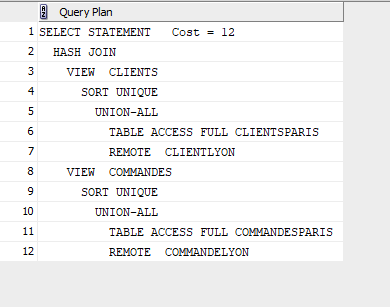 Query Plan
1 SELECT STATEMENT   Cost = 12
2 HASH JOIN
3 VIEW  CLIENTS
4 SORT UNIQUE
5 UNION-ALL
6 TABLE ACCESS FULL CLIENTSPARIS
7 REMOTE  CLIENTLYON
8 VIEW  COMMANDES
9 SORT UNIQUE
10 UNION-ALL
11 TABLE ACCESS FULL COMMANDESPARIS
12 REMOTE  COMMANDELYON